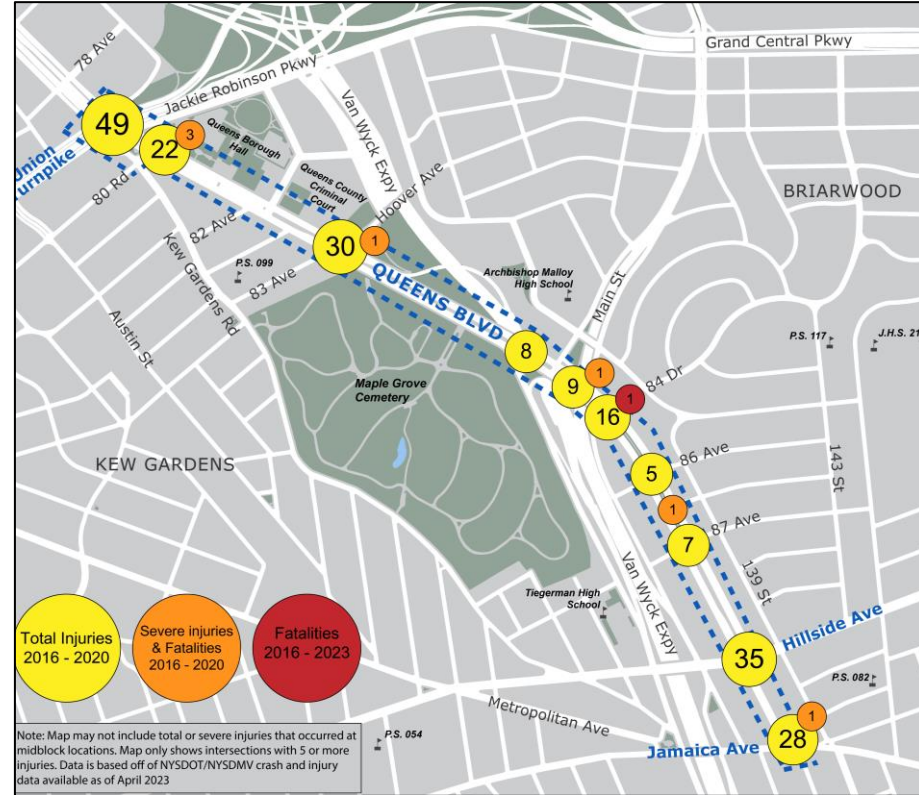 78 Ave
Grand Central Pkwy
Jackie Robinson Pkwy
Van Wyck Expy
49
3
22
Queens Borough
Hall
Union
Turnpike
80 Rd
Queens County
Criminal
Court
Hoover Ave
BRIARWOOD
82 Ave
30
1
P.S. 099
83 Ave
Kew Gardens Rd
QUEENS BLVD
Archbishop Malloy
High School
Main St
Austin St
8
P.S. 117
J.H.S. 21
9
1
Maple Grove
Cemetery
16
1
84 Dr
KEW GARDENS
5
86 Ave
143 St
1
87 Ave
7
139 St
Van Wyck Expy
Tiegerman High
School
Total Injuries
2016 - 2020
Severe injuries
& Fatalities
2016 - 2020
Fatalities
2016 - 2023
35
Hillside Ave
P.S. 082
Metropolitan Ave
1
28
Jamaica Ave
P.S. 054
Note: Map may not include total or severe injuries that occurred at
midblock locations. Map only shows intersections with 5 or more
injuries. Data is based off of NYSDOT/NYSDMV crash and injury
data available as of April 2023